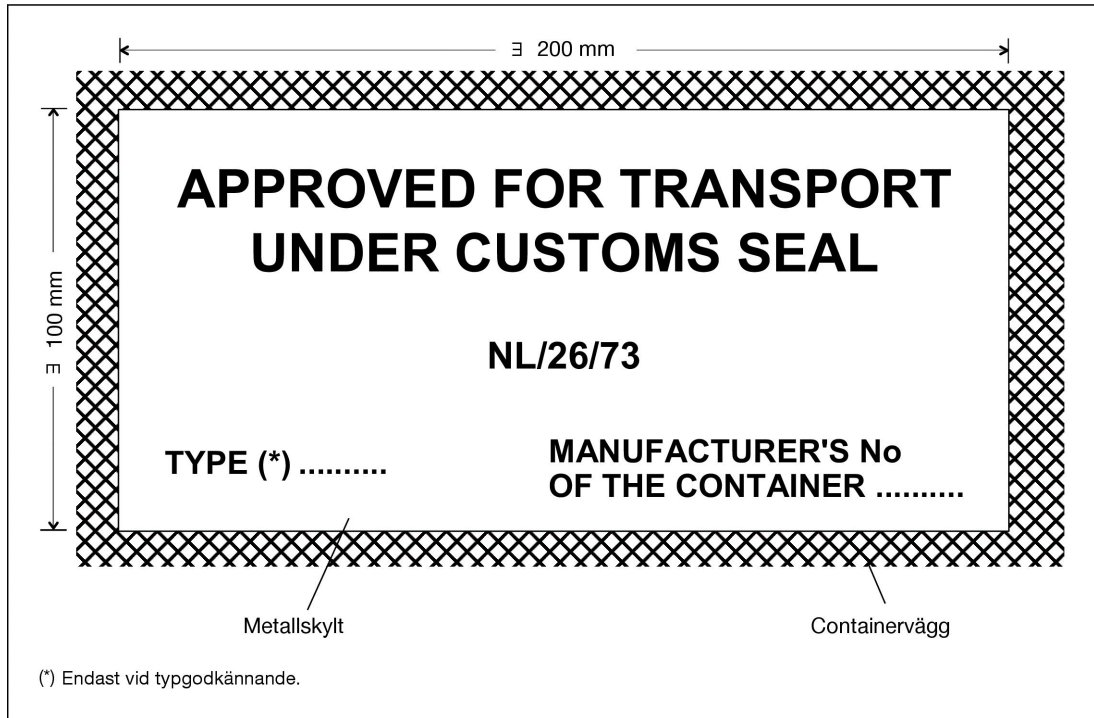 ∃ 200 mm
∃ 100 mm
APPROVED FOR TRANSPORT
UNDER CUSTOMS SEAL
NL/26/73
TYPE (*) ..........
MANUFACTURER'S No
OF THE CONTAINER ..........
Metallskylt
Containervägg
(*) Endast vid typgodkännande.